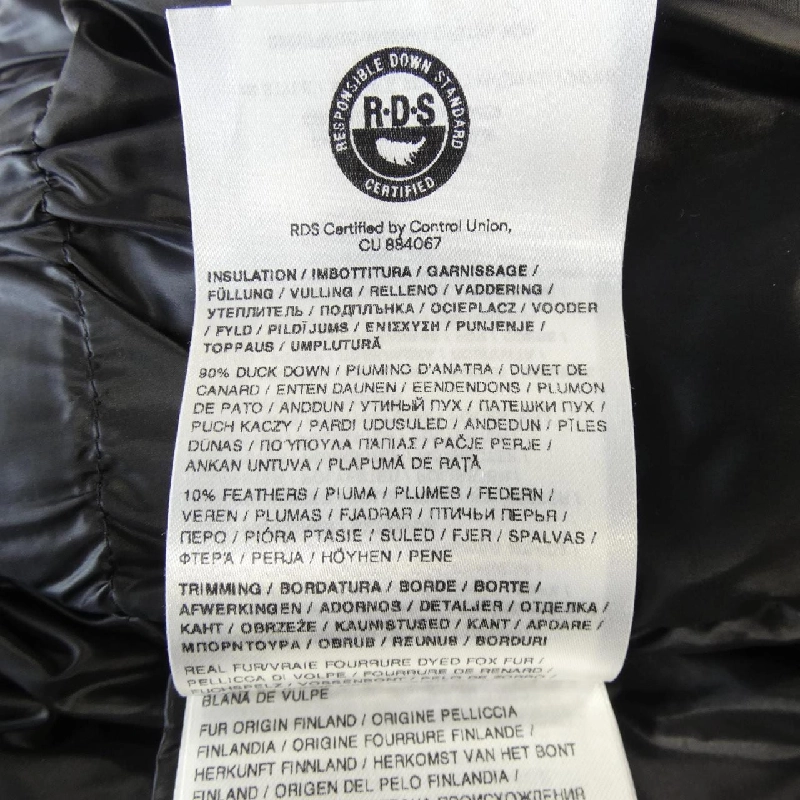 RESPONSIBLE DOWN STANDARD
R·D·S
CERTIFIED
RDS Certified by Control Union,
CU 884067
INSULATION / IMBOTTITURA / GARNISSAGE /
FÜLLUNG / VULLING / RELLENO / VADDERING /
УТЕПЛИТЕЛЬ / ПОДПЛЪНКА / OCIEPLACZ / VOODER
/ FYLD / PILDĪJUMS / ΕΝΙΣΧΥΣΗ / PUNJENJE /
TOPPAUS / UMPLUTURĂ
90% DUCK DOWN / PIUMINO D'ANATRA / DUVET DE
CANARD / ENTEN DAUNEN / EENDENDONS / PLUMON
DE PATO / ANDDUN / УТИНЫЙ ПУХ / ПАТЕШКИ ПУХ /
PUCH KACZY / PARDI UDUSULED / ANDEDUN / PĪLES
DŪNAS / ΠΟΎΠΟΥΛΑ ΠΑΠΙΑΣ / PAČJE PERJE /
ANKAN UNTUVA / PLAPUMĂ DE RAȚĂ
10% FEATHERS / PIUMA / PLUMES / FEDERN /
VEREN / PLUMAS / FJADRAR / ПТИЧЬИ ПЕРЬЯ /
ПЕРО / PIÓRA PTASIE / SULED / FJER / SPALVAS /
ΦΤΕΡΆ / PERJA / HÖYHEN / PENE
TRIMMING / BORDATURA / BORDE / BORTE /
AFWERKINGEN / ADORNOS / DETALJER / ОТДЕЛКА /
КАНТ / OBRZEŻE / KAUNISTUSED / KANT / APDARE /
ΜΠΟΡΝΤΟΥΡΑ / OBRUB / REUNUS / BORDURI
REAL FUR/VRAIE FOURRURE DYED FOX FUR /
PELLICCIA DI VOLPE / FOURRURE DE RENARD /
BLANĂ DE VULPE
FUR ORIGIN FINLAND / ORIGINE PELLICCIA
FINLANDIA / ORIGINE FOURRURE FINLANDE /
HERKUNFT FINNLAND / HERKOMST VAN HET BONT
FINLAND / ORIGEN DEL PELO FINLANDIA /
ПРОИСХОЖДЕНИЯ